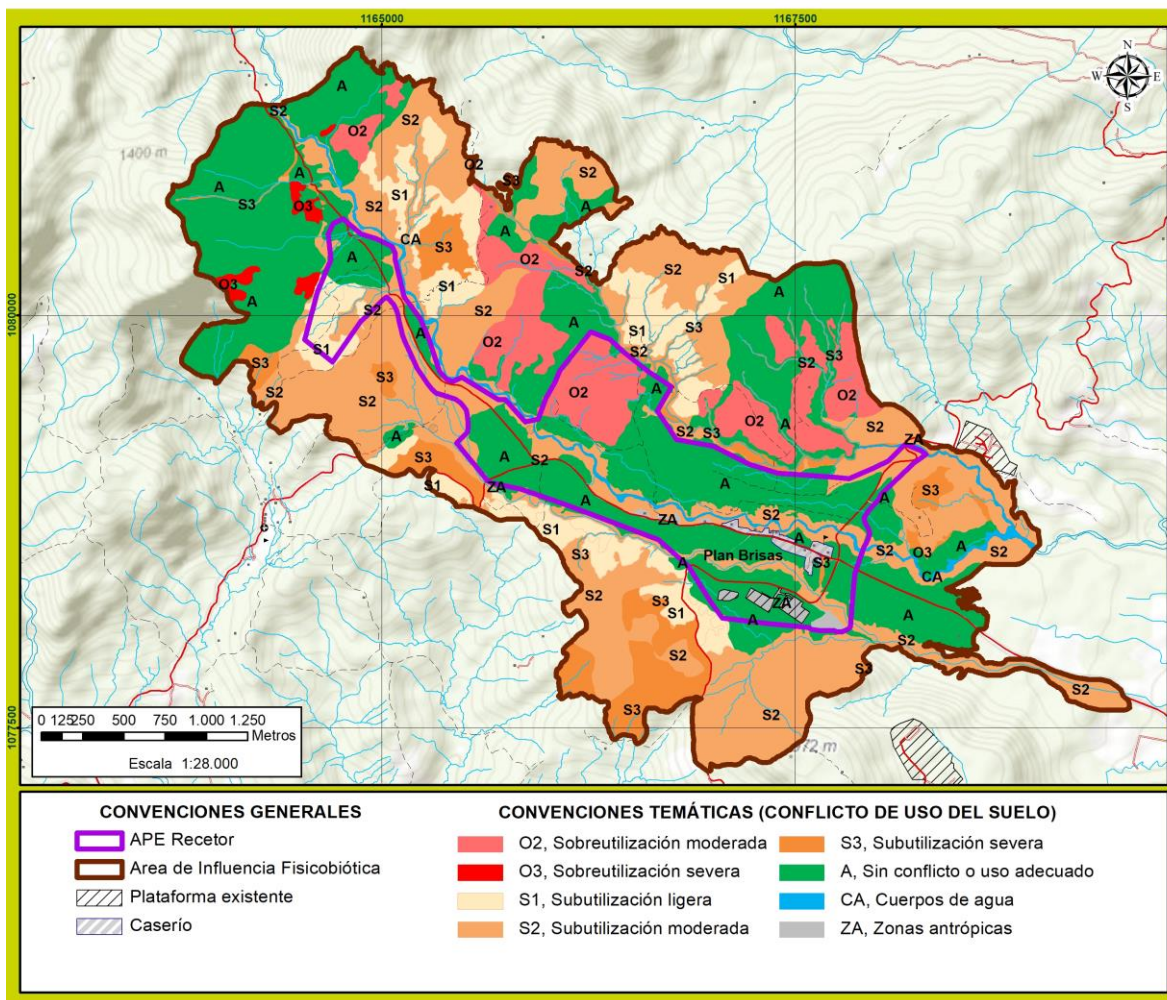 1165000 1167500
N
W E
S
A
S2 A O2
S2
1400 m O2
O2 S3 S2
A A S1
S3 O3 S2 A
CA A
A S3 O2 S2 S1
O3 S2
A S1 A
1080000
S2 S2 A S1 S3
A O2 S2 S2 S3
S1
S3 O2 A O2
S2 S3 O2
S2 A S2 S3 A S2
A ZA
S3 A S2
S1 ZA A A A S3
S1 ZA S2
S3 A A S2 O3 A S2
Plan Brisas S3 CA
S2 S3 ZA
S1 A A
S2 S2
S3 S2
S3 S2
972 m
1077500
0 125250 500 750 1.000 1.250
Metros
Escala 1:28.000
CONVENCIONES GENERALES
APE Recetor
Area de Influencia Fisicobiótica
Plataforma existente
Caserío
CONVENCIONES TEMÁTICAS (CONFLICTO DE USO DEL SUELO)
O2, Sobreutilización moderada
O3, Sobreutilización severa
S1, Subutilización ligera
S2, Subutilización moderada
S3, Subutilización severa
A, Sin conflicto o uso adecuado
CA, Cuerpos de agua
ZA, Zonas antrópicas